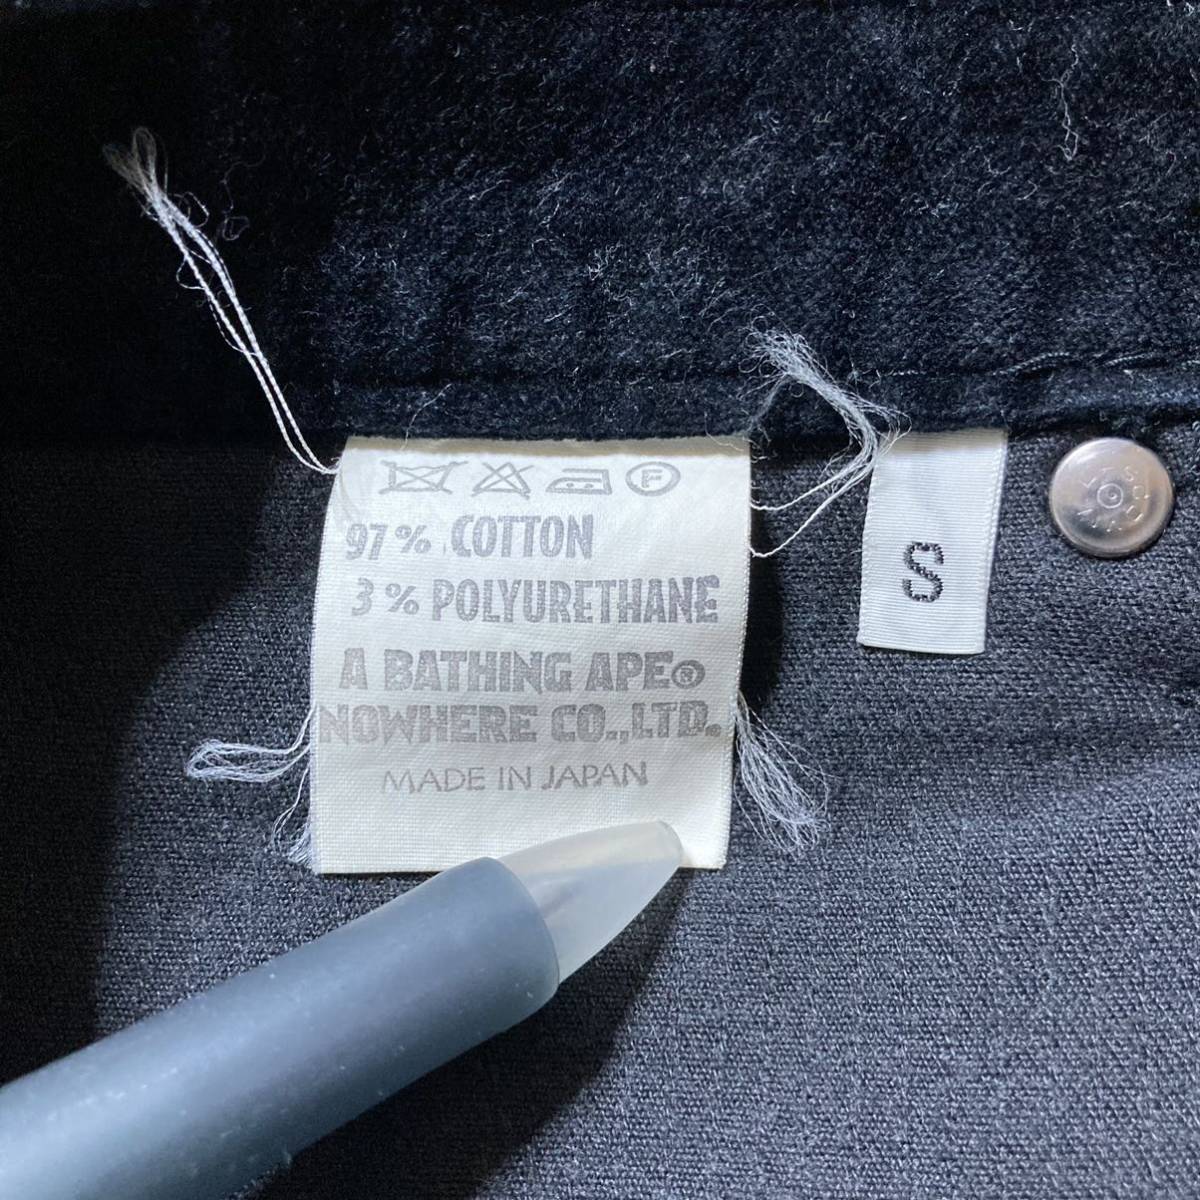 F
97% COTTON
3% POLYURETHANE
A BATHING APE®
NOWHERE CO.,LTD.
MADE IN JAPAN
S